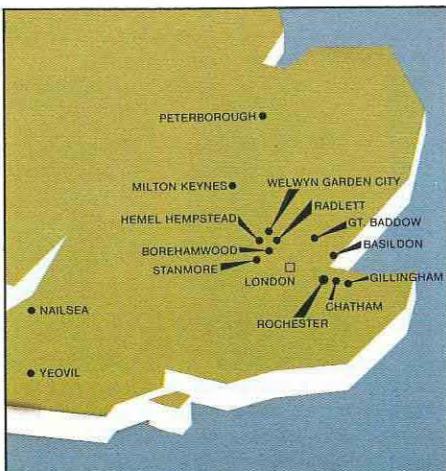 PETERBOROUGH
MILTON KEYNES
WELWYN GARDEN CITY
HEMEL HEMPSTEAD
RADLETT
GT. BADDOW
BOREHAMWOOD
BASILDON
STANMORE
LONDON
GILLINGHAM
CHATHAM
ROCHESTER
NAILSEA
YEOVIL